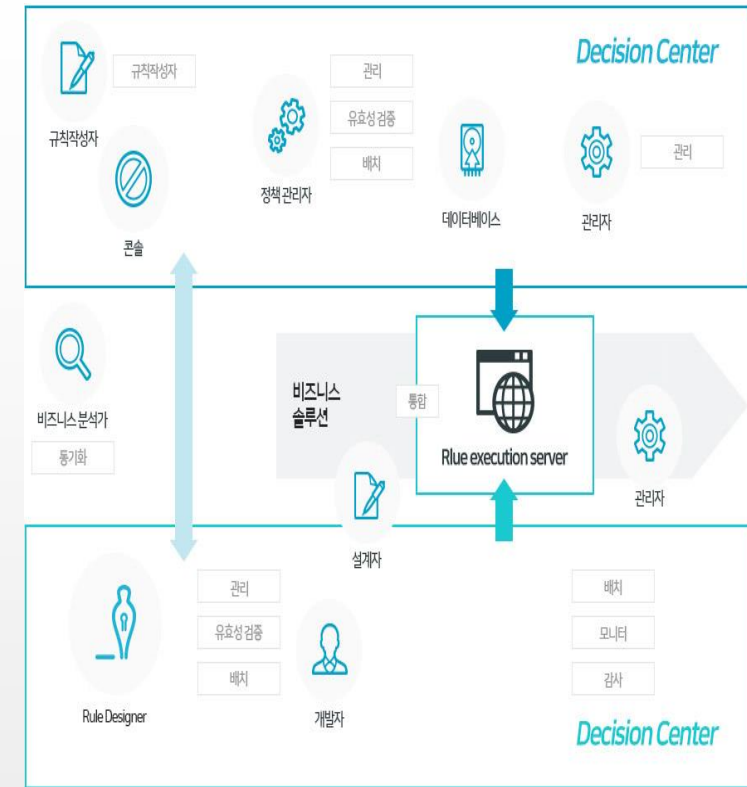 Decision Center
규칙작성자
규칙작성자
콘솔
정책 관리자
관리
유효성 검증
배치
데이터베이스
관리자
관리
비즈니스 분석가
동기화
비즈니스
솔루션
통합
Rlue execution server
관리자
설계자
Rule Designer
관리
유효성 검증
배치
개발자
배치
모니터
감사
Decision Center